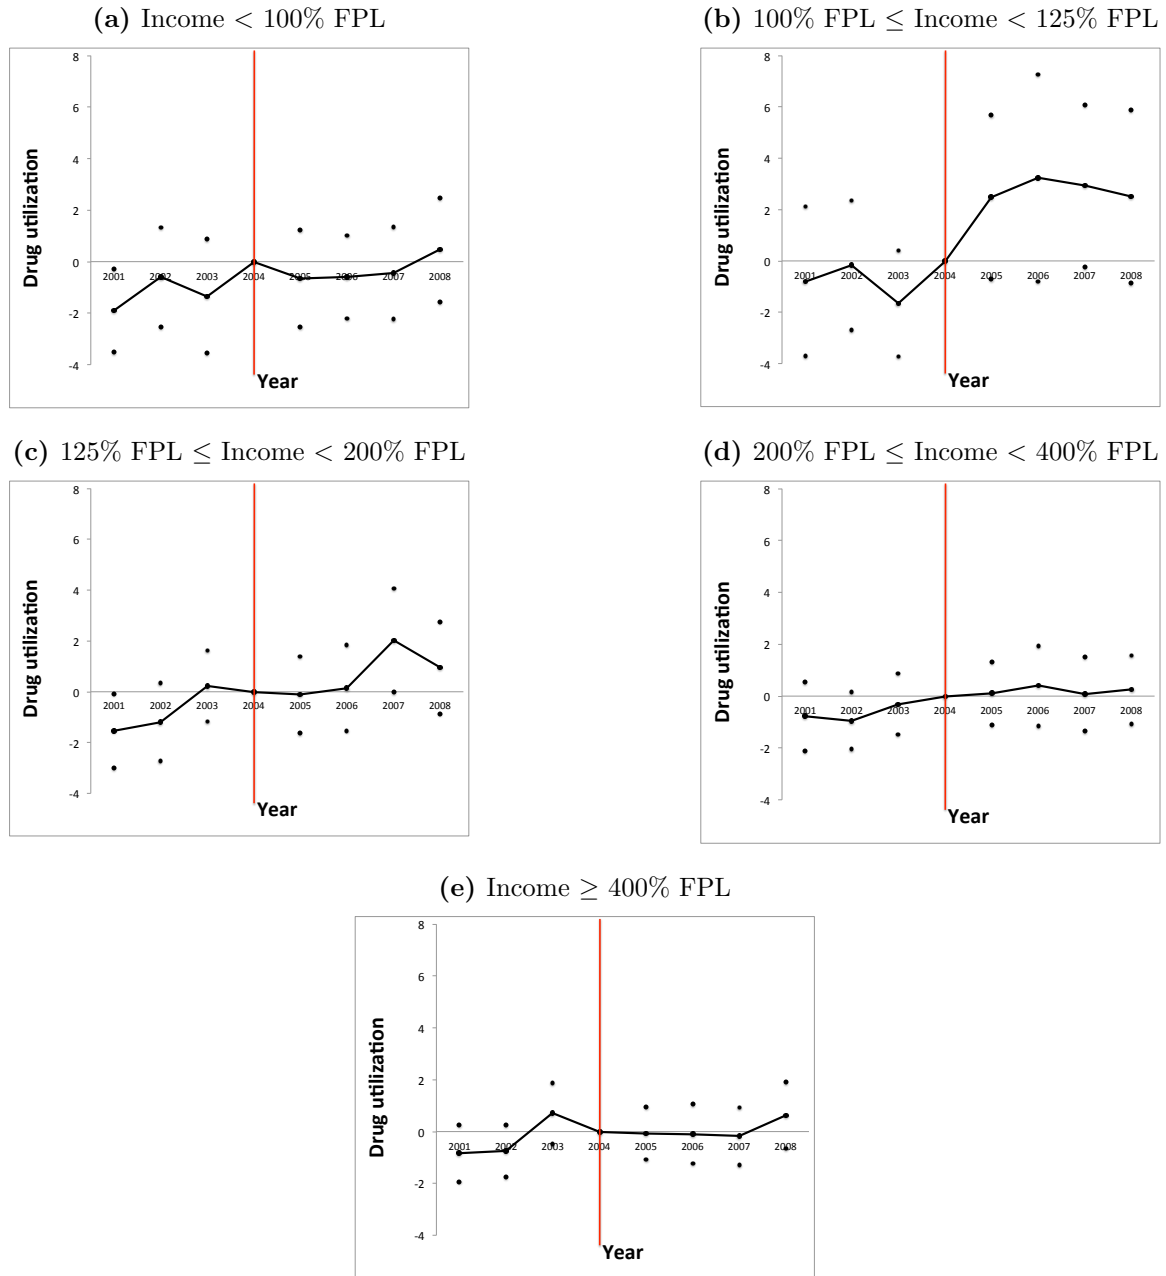 (a) Income < 100% FPL
8
6
4
2
0
-2
-4
Drug utilization
2001 2002 2003 2004 2005 2006 2007 2008
Year
(b) 100% FPL ≤ Income < 125% FPL
8
6
4
2
0
-2
-4
Drug utilization
2001 2002 2003 2004 2005 2006 2007 2008
Year
(c) 125% FPL ≤ Income < 200% FPL
8
6
4
2
0
-2
-4
Drug utilization
2001 2002 2003 2004 2005 2006 2007 2008
Year
(d) 200% FPL ≤ Income < 400% FPL
8
6
4
2
0
-2
-4
Drug utilization
2001 2002 2003 2004 2005 2006 2007 2008
Year
(e) Income ≥ 400% FPL
8
6
4
2
0
-2
-4
Drug utilization
2001 2002 2003 2004 2005 2006 2007 2008
Year